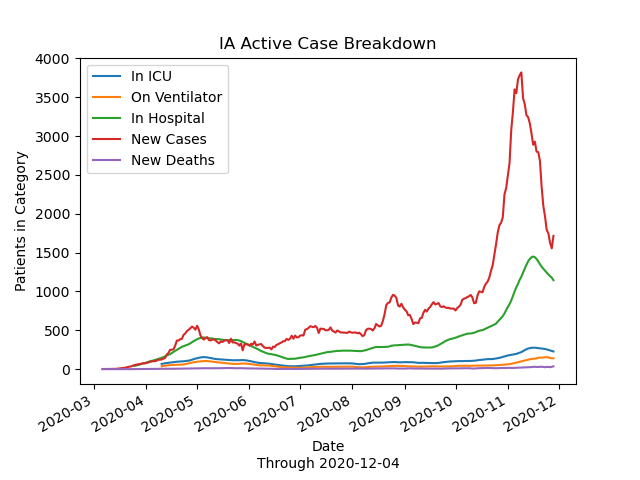 IA Active Case Breakdown
In ICU
On Ventilator
In Hospital
New Cases
New Deaths
Patients in Category
4000
3500
3000
2500
2000
1500
1000
500
0
2020-03
2020-04
2020-05
2020-06
2020-07
2020-08
2020-09
2020-10
2020-11
2020-12
Date
Through 2020-12-04